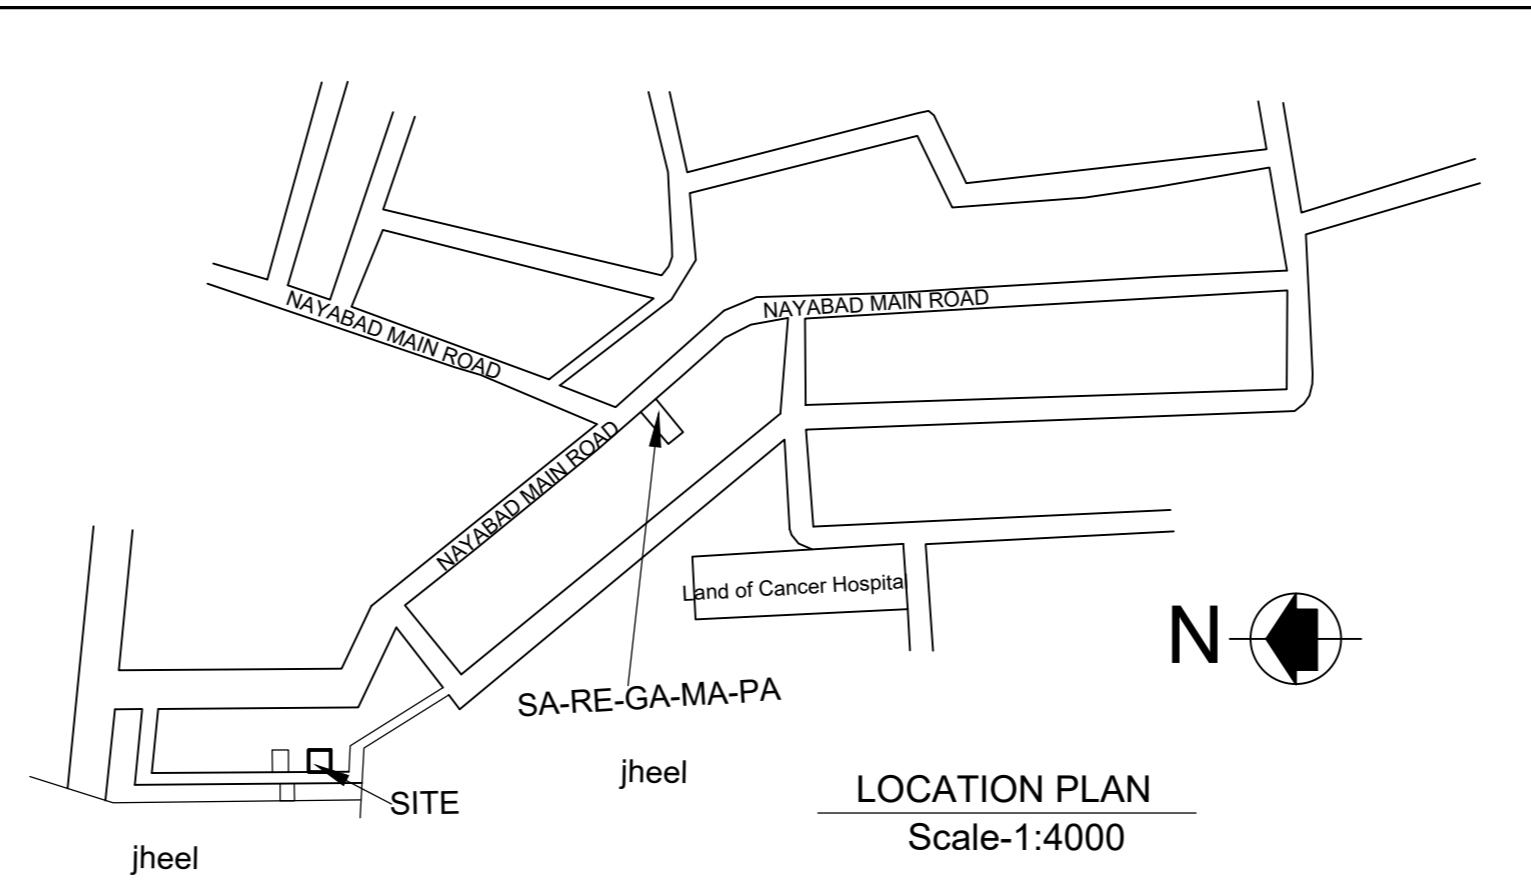 NAYABAD MAIN ROAD
NAYABAD MAIN ROAD
NAYABAD MAIN ROAD
Land of Cancer Hospital
N
SA-RE-GA-MA-PA
jheel
LOCATION PLAN
Scale-1:4000
SITE
jheel